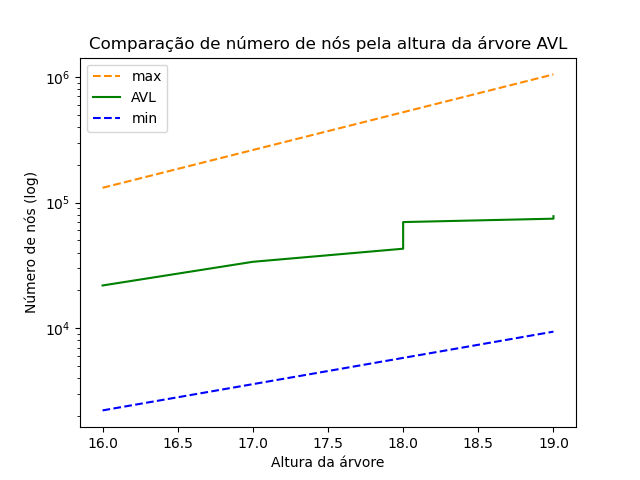 Comparação de número de nós pela altura da árvore AVL
max
AVL
min
Número de nós (log)
10⁶
10⁵
10⁴
16.0 16.5 17.0 17.5 18.0 18.5 19.0
Altura da árvore